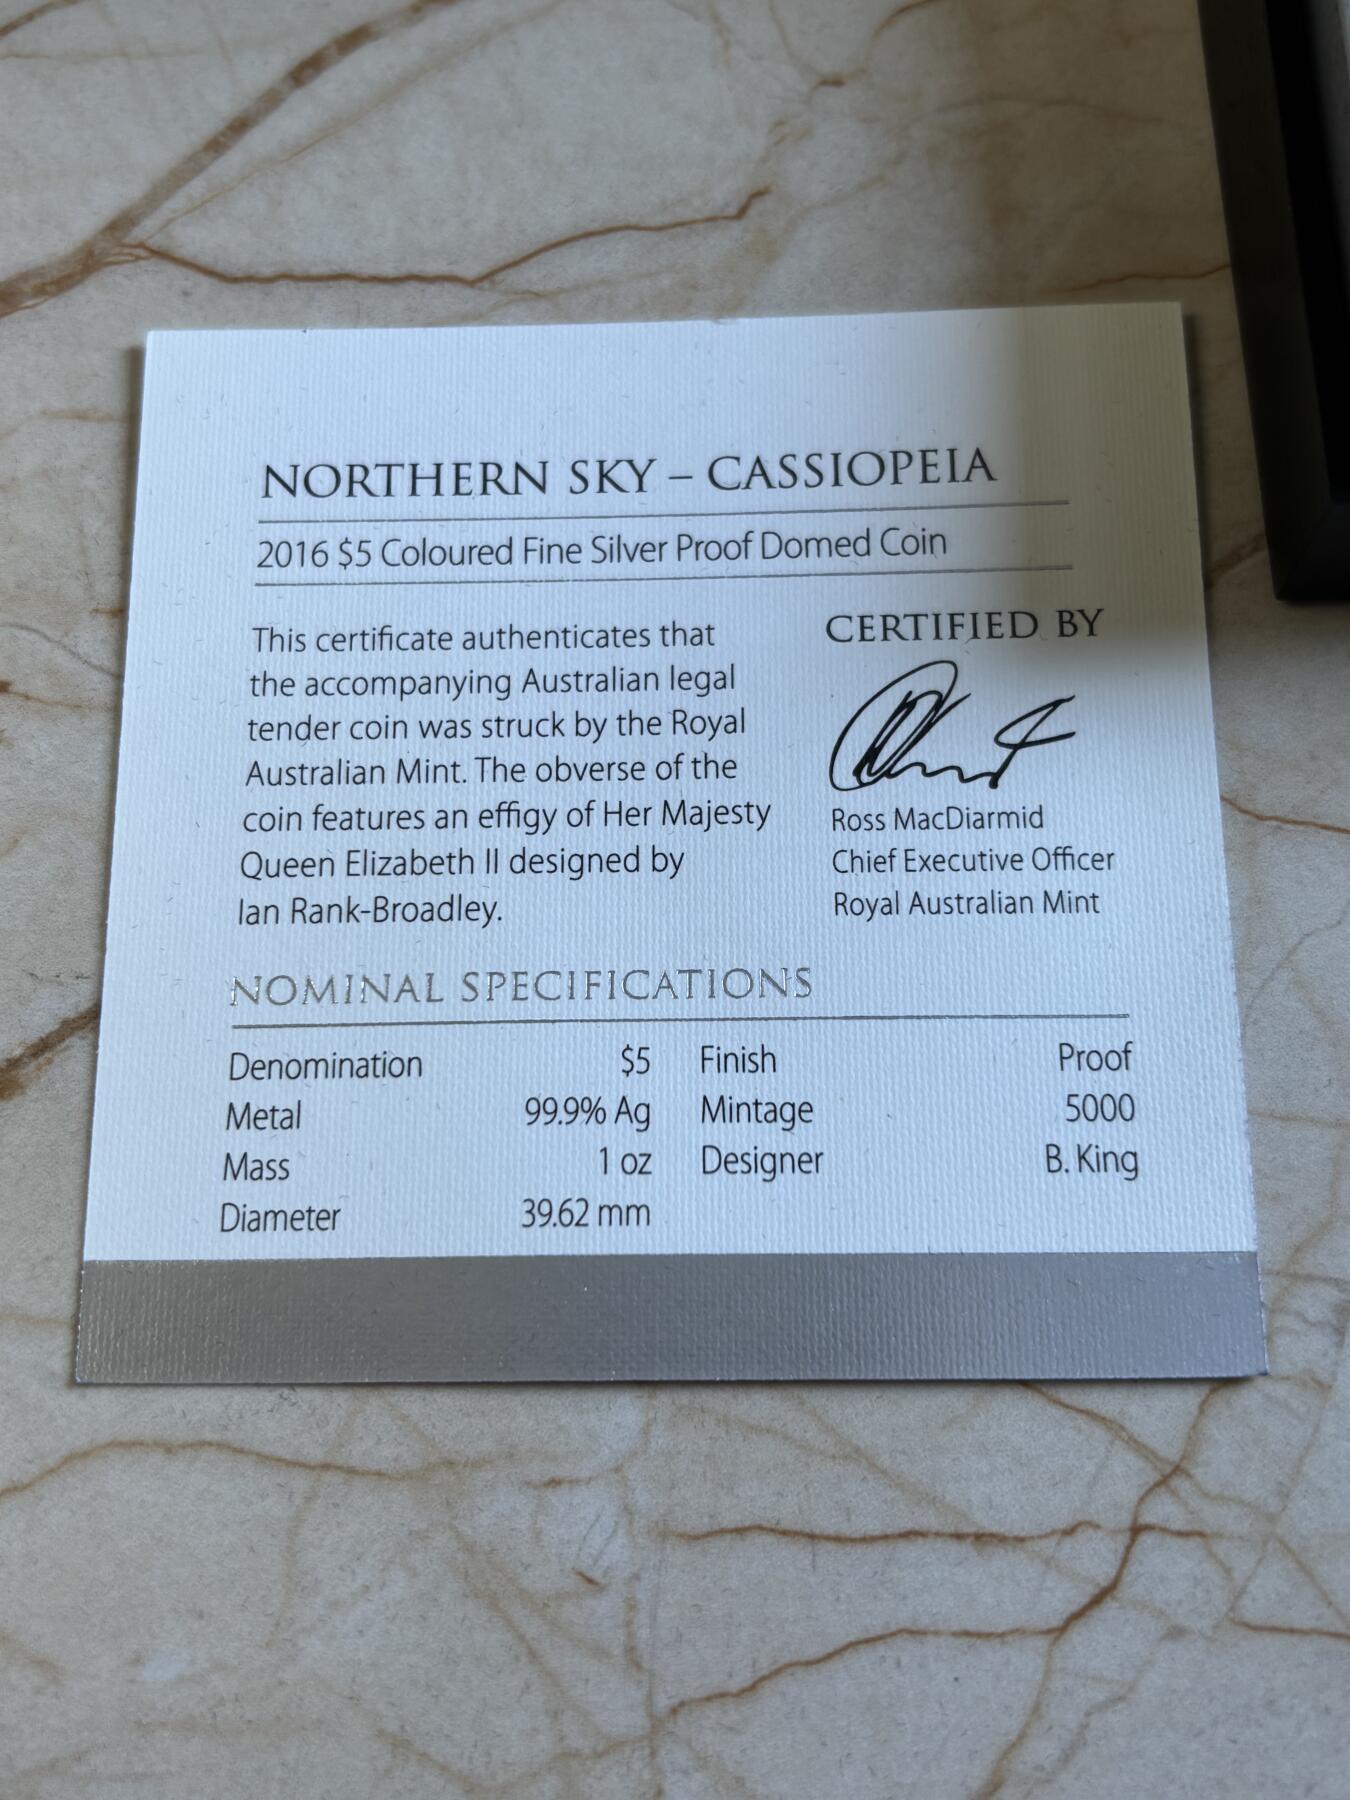 NORTHERN SKY – CASSIOPEIA
2016 $5 Coloured Fine Silver Proof Domed Coin
This certificate authenticates that
the accompanying Australian legal
tender coin was struck by the Royal
Australian Mint. The obverse of the
coin features an effigy of Her Majesty
Queen Elizabeth II designed by
Ian Rank-Broadley.
CERTIFIED BY
Ross MacDiarmid
Chief Executive Officer
Royal Australian Mint
NOMINAL SPECIFICATIONS
Denomination $5
Metal 99.9% Ag
Mass 1 oz
Diameter 39.62 mm
Finish Proof
Mintage 5000
Designer B. King